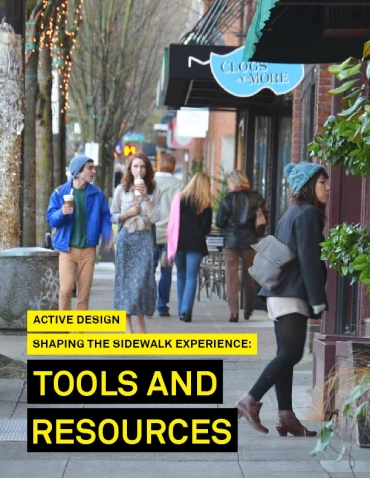 CLOGS
-N-MORE
ACTIVE DESIGN
SHAPING THE SIDEWALK EXPERIENCE:
TOOLS AND
RESOURCES